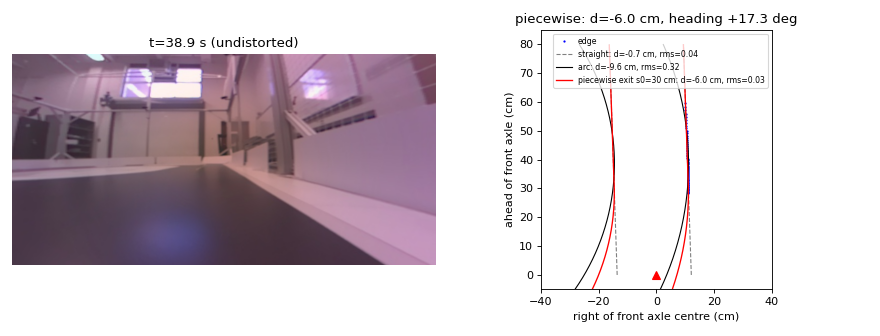 t=38.9 s (undistorted)
piecewise: d=-6.0 cm, heading +17.3 deg
edge
straight: d=-0.7 cm, rms=0.04
arc: d=-9.6 cm, rms=0.32
piecewise exit s0=30 cm: d=-6.0 cm, rms=0.03
ahead of front axle (cm)
80
70
60
50
40
30
20
10
0
−40
−20
0
20
40
right of front axle centre (cm)